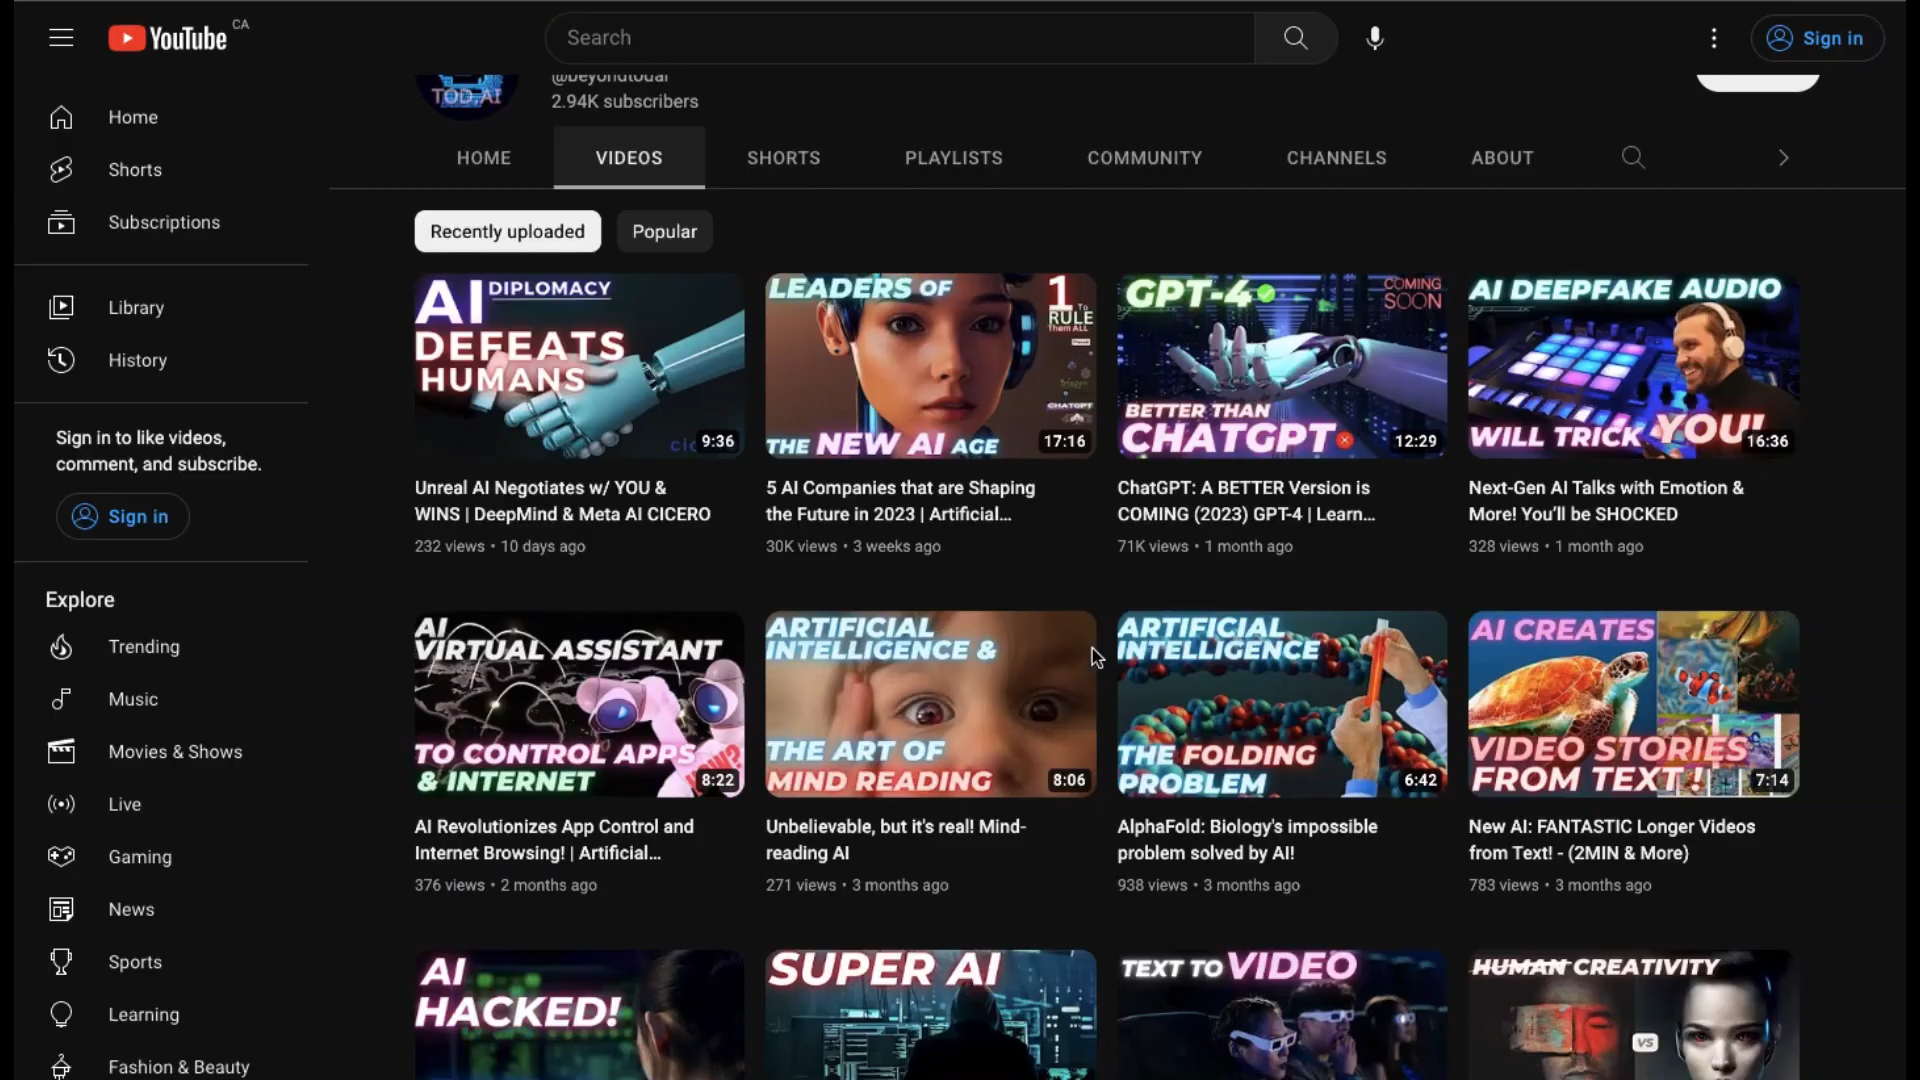 YouTube CA
Search
Sign in
Home
Shorts
Subscriptions
Library
History
Sign in to like videos,
comment, and subscribe.
Sign in
Explore
Trending
Music
Movies & Shows
Live
Gaming
News
Sports
Learning
Fashion & Beauty
TOD.AI
@beyondtodai
2.94K subscribers
HOME
VIDEOS
SHORTS
PLAYLISTS
COMMUNITY
CHANNELS
ABOUT
Recently uploaded
Popular
AI DIPLOMACY
DEFEATS
HUMANS
9:36
Unreal AI Negotiates w/ YOU &
WINS | DeepMind & Meta AI CICERO
232 views • 10 days ago
LEADERS OF
1 To
RULE
Them ALL
CHATGPT
THE NEW AI AGE
17:16
5 AI Companies that are Shaping
the Future in 2023 | Artificial...
30K views • 3 weeks ago
GPT-4
COMING
SOON
BETTER THAN
CHATGPT
12:29
ChatGPT: A BETTER Version is
COMING (2023) GPT-4 | Learn...
71K views • 1 month ago
AI DEEPFAKE AUDIO
WILL TRICK YOU!
16:36
Next-Gen AI Talks with Emotion &
More! You'll be SHOCKED
328 views • 1 month ago
AI
VIRTUAL ASSISTANT
TO CONTROL APPS
& INTERNET
8:22
AI Revolutionizes App Control and
Internet Browsing! | Artificial...
376 views • 2 months ago
ARTIFICIAL
INTELLIGENCE &
THE ART OF
MIND READING
8:06
Unbelievable, but it's real! Mind-
reading AI
271 views • 3 months ago
ARTIFICIAL
INTELLIGENCE
THE FOLDING
PROBLEM
6:42
AlphaFold: Biology's impossible
problem solved by AI!
938 views • 3 months ago
AI CREATES
VIDEO STORIES
FROM TEXT!
7:14
New AI: FANTASTIC Longer Videos
from Text! - (2MIN & More)
783 views • 3 months ago
AI
HACKED!
SUPER AI
TEXT TO VIDEO
HUMAN CREATIVITY
VS